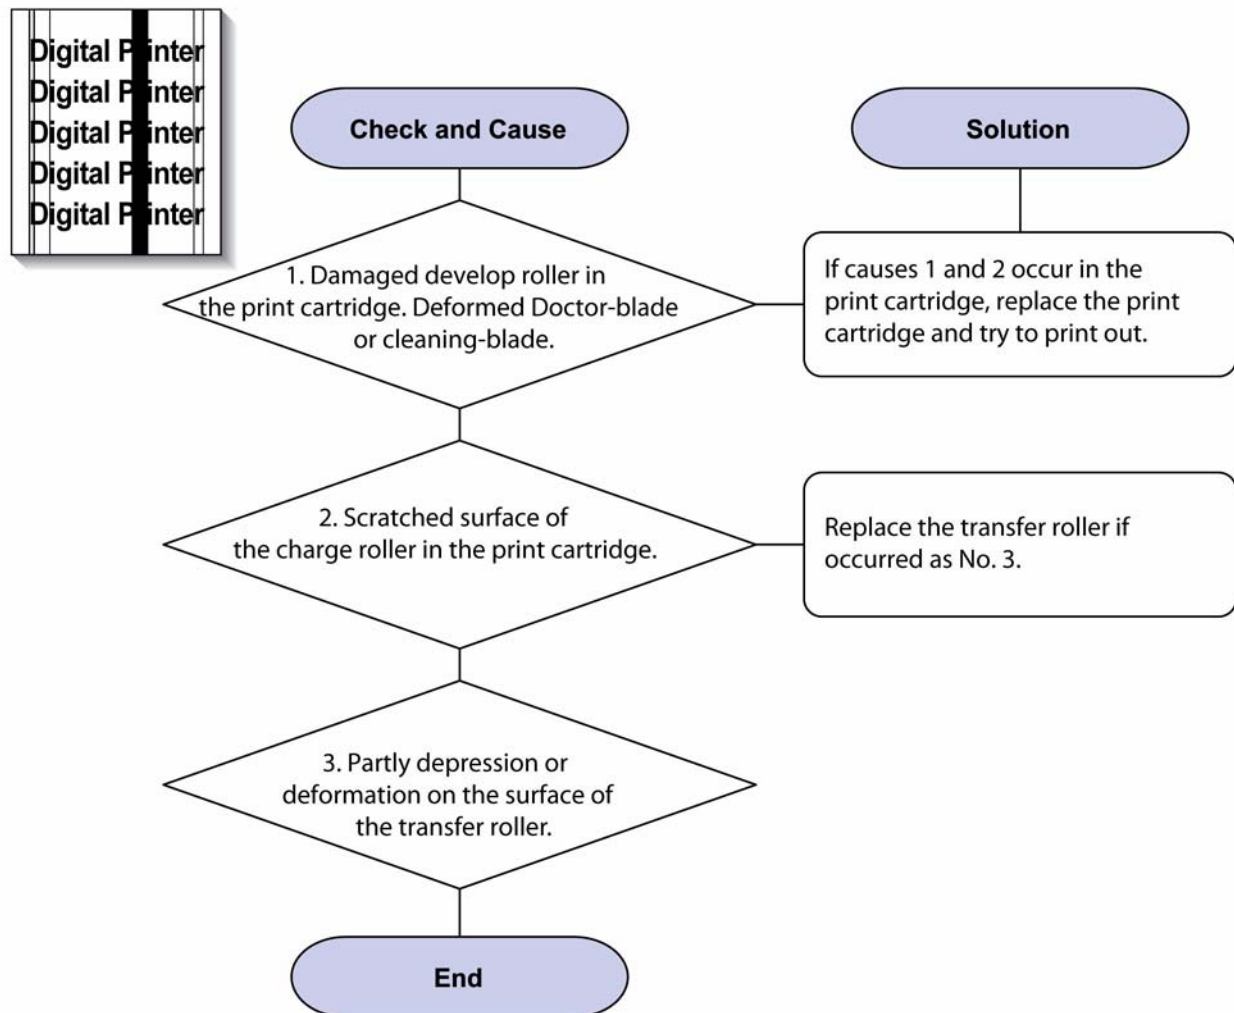 Digital Printer
Digital Printer
Digital Printer
Digital Printer
Digital Printer
Check and Cause
Solution
1. Damaged develop roller in
the print cartridge. Deformed Doctor-blade
or cleaning-blade.
If causes 1 and 2 occur in the
print cartridge, replace the print
cartridge and try to print out.
2. Scratched surface of
the charge roller in the print cartridge.
Replace the transfer roller if
occurred as No. 3.
3. Partly depression or
deformation on the surface of
the transfer roller.
End